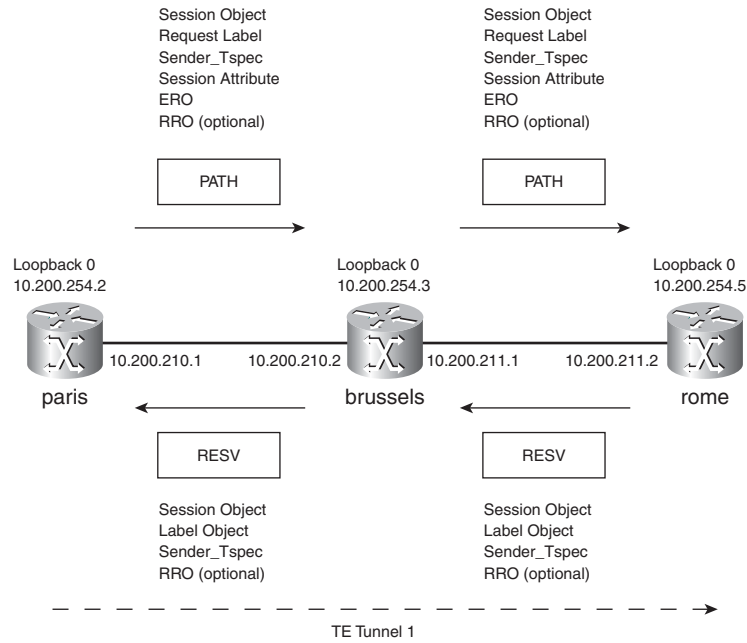 Session Object
Request Label
Sender_Tspec
Session Attribute
ERO
RRO (optional)
Session Object
Request Label
Sender_Tspec
Session Attribute
ERO
RRO (optional)
PATH
PATH
Loopback 0
10.200.254.2
Loopback 0
10.200.254.3
Loopback 0
10.200.254.5
10.200.210.1
10.200.210.2
10.200.211.1
10.200.211.2
paris
brussels
rome
RESV
RESV
Session Object
Label Object
Sender_Tspec
RRO (optional)
Session Object
Label Object
Sender_Tspec
RRO (optional)
TE Tunnel 1